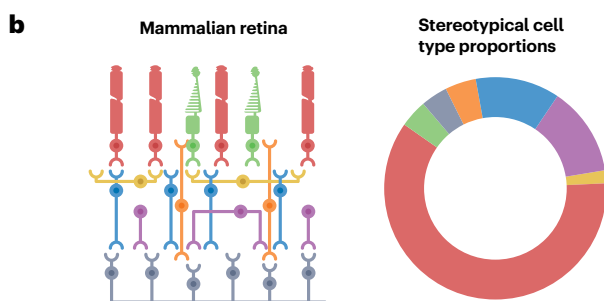 b
Mammalian retina
Stereotypical cell
type proportions